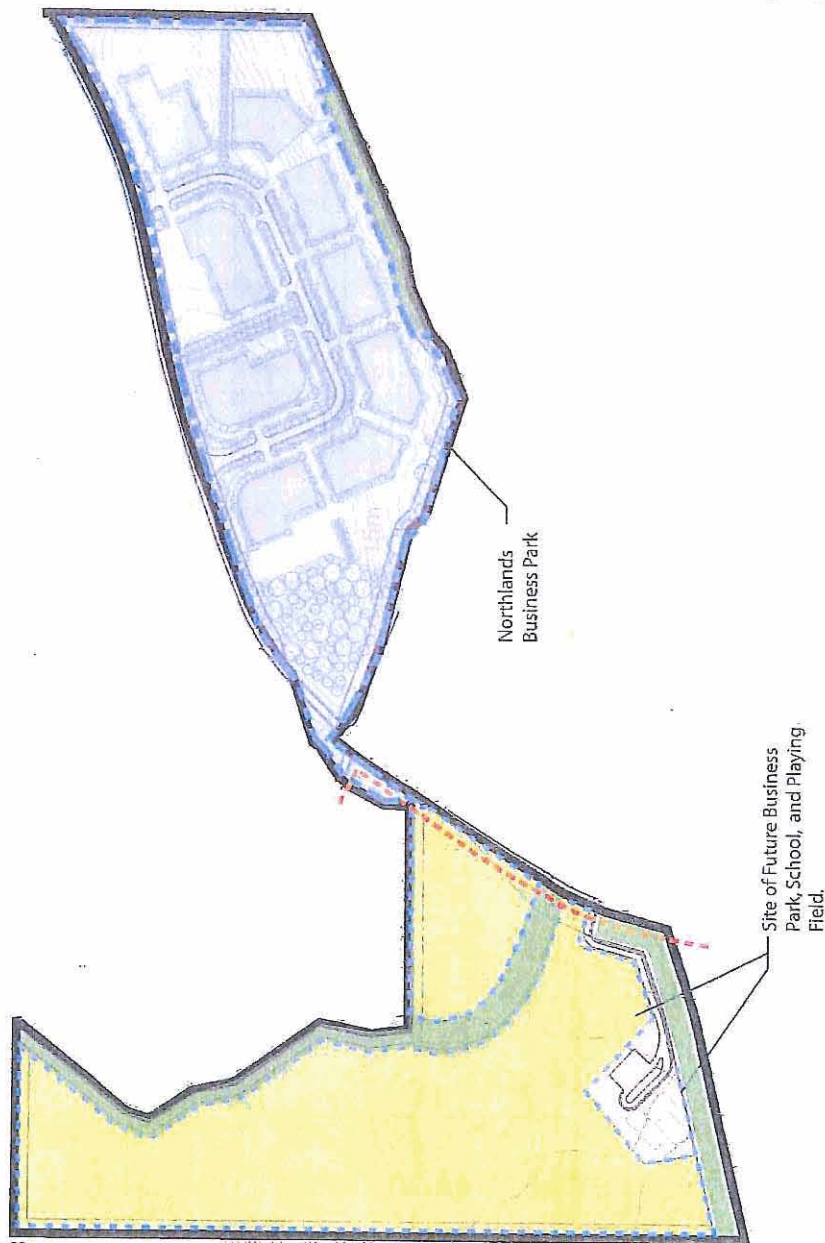 Northlands
Business Park
Site of Future Business
Park, School, and Playing
Field.